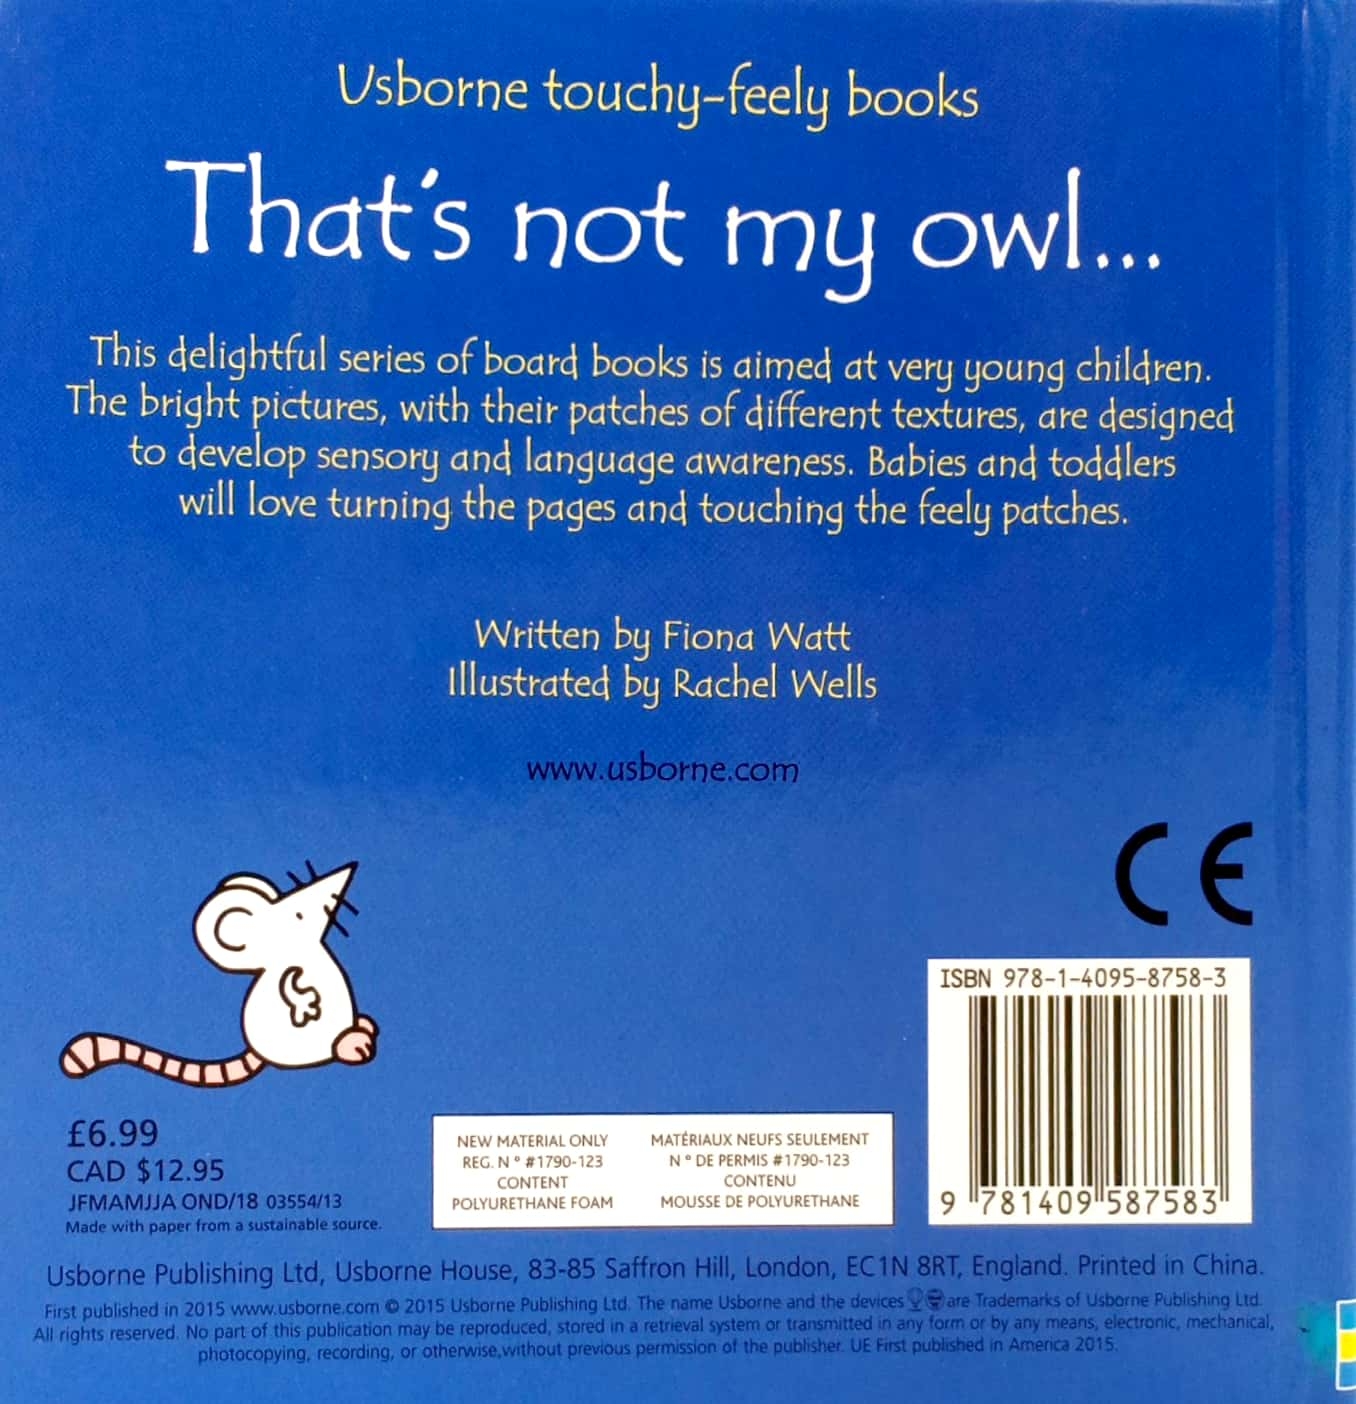 Usborne touchy-feely books
That's not my owl...
This delightful series of board books is aimed at very young children.
The bright pictures, with their patches of different textures, are designed
to develop sensory and language awareness. Babies and toddlers
will love turning the pages and touching the feely patches.
Written by Fiona Watt
Illustrated by Rachel Wells
www.usborne.com
CE
ISBN 978-1-4095-8758-3
9 781409 587583
£6.99
CAD $12.95
JFMAMJJA OND/18 03554/13
Made with paper from a sustainable source.
NEW MATERIAL ONLY
REG. N° #1790-123
CONTENT
POLYURETHANE FOAM
MATÉRIAUX NEUFS SEULEMENT
N° DE PERMIS #1790-123
CONTENU
MOUSSE DE POLYURETHANE
Usborne Publishing Ltd, Usborne House, 83-85 Saffron Hill, London, EC1N 8RT, England. Printed in China.
First published in 2015 www.usborne.com © 2015 Usborne Publishing Ltd. The name Usborne and the devices are Trademarks of Usborne Publishing Ltd.
All rights reserved. No part of this publication may be reproduced, stored in a retrieval system or transmitted in any form or by any means, electronic, mechanical,
photocopying, recording, or otherwise,without previous permission of the publisher. UE First published in America 2015.